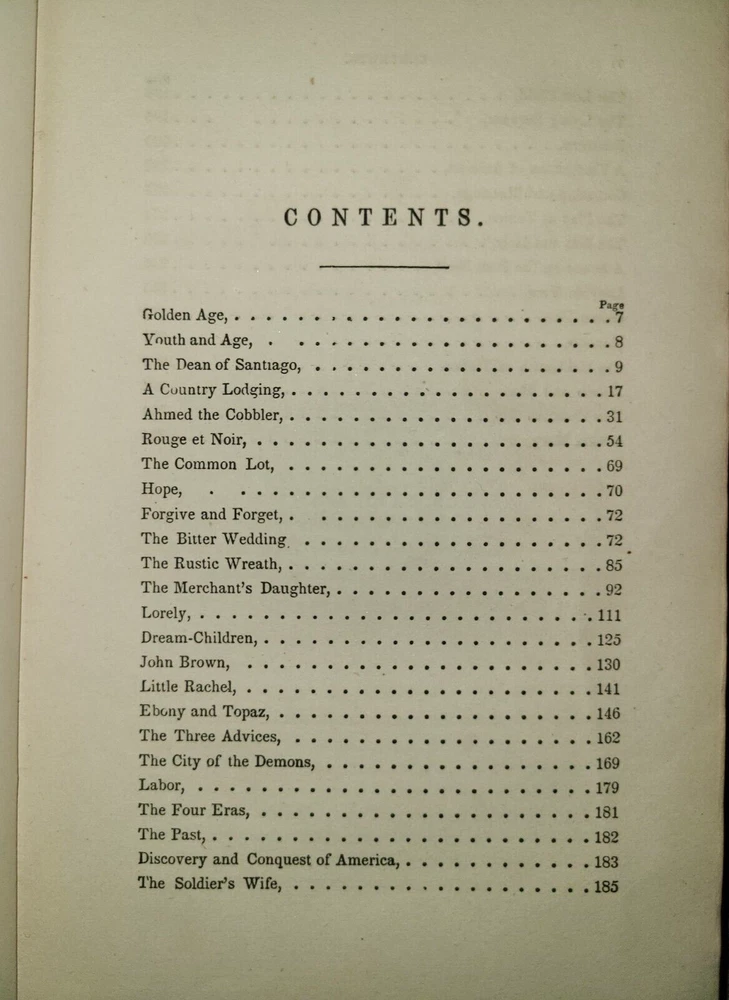 CONTENTS.
Page
Golden Age, . . . . . . . . . . . . . . . . . . . . . . . . 7
Youth and Age, . . . . . . . . . . . . . . . . . . . . . 8
The Dean of Santiago, . . . . . . . . . . . . . . . . . . 9
A Country Lodging, . . . . . . . . . . . . . . . . . . . . 17
Ahmed the Cobbler, . . . . . . . . . . . . . . . . . . . . 31
Rouge et Noir, . . . . . . . . . . . . . . . . . . . . . . 54
The Common Lot, . . . . . . . . . . . . . . . . . . . . 69
Hope, . . . . . . . . . . . . . . . . . . . . . . . . 70
Forgive and Forget, . . . . . . . . . . . . . . . . . . . 72
The Bitter Wedding . . . . . . . . . . . . . . . . . . . 72
The Rustic Wreath, . . . . . . . . . . . . . . . . . . . . 85
The Merchant's Daughter, . . . . . . . . . . . . . . . . . 92
Lorely, . . . . . . . . . . . . . . . . . . . . . . . . . 111
Dream-Children, . . . . . . . . . . . . . . . . . . . . . 125
John Brown, . . . . . . . . . . . . . . . . . . . . . . 130
Little Rachel, . . . . . . . . . . . . . . . . . . . . . . 141
Ebony and Topaz, . . . . . . . . . . . . . . . . . . . . 146
The Three Advices, . . . . . . . . . . . . . . . . . . . 162
The City of the Demons, . . . . . . . . . . . . . . . . . 169
Labor, . . . . . . . . . . . . . . . . . . . . . . . . . 179
The Four Eras, . . . . . . . . . . . . . . . . . . . . . 181
The Past, . . . . . . . . . . . . . . . . . . . . . . . . 182
Discovery and Conquest of America, . . . . . . . . . . . . 183
The Soldier's Wife, . . . . . . . . . . . . . . . . . . . 185